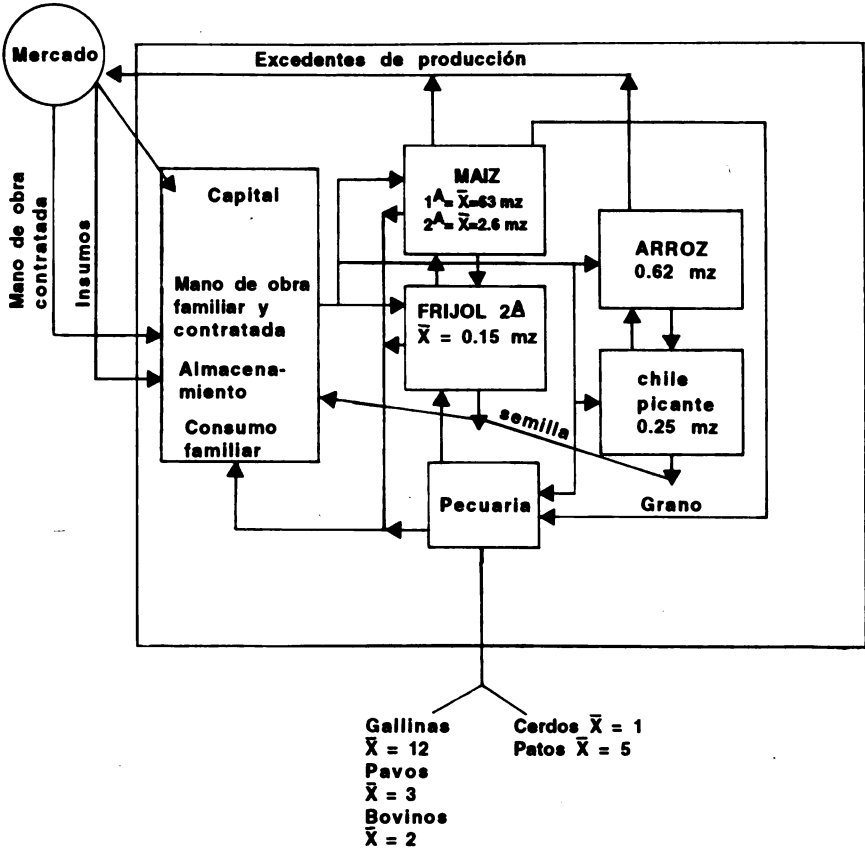 Mercado
Excedentes de producción
Mano de obra
contratada
Insumos
Capital
Mano de obra
familiar y
contratada
Almacena-
miento
Consumo
familiar
MAIZ
1A= X̄=63 mz
2A= X̄=2.6 mz
FRIJOL 2A
X̄ = 0.15 mz
ARROZ
0.62 mz
chile
picante
0.25 mz
semilla
Pecuaria
Grano
Gallinas
X̄ = 12
Pavos
X̄ = 3
Bovinos
X̄ = 2
Cerdos X̄ = 1
Patos X̄ = 5